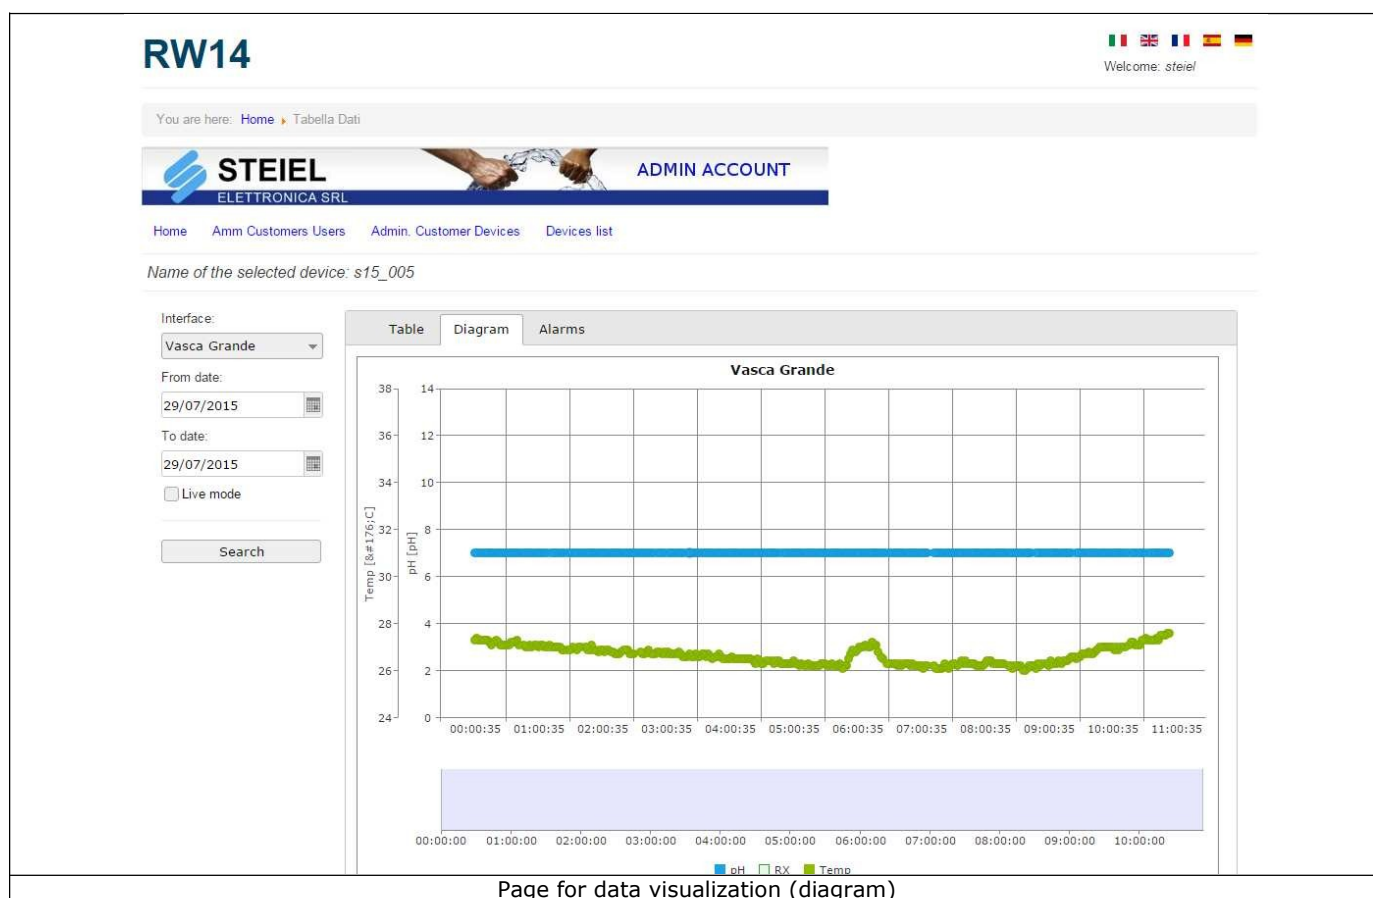 RW14
Welcome: steiel
You are here: Home Tabella Dati
STEIEL
ELETTRONICA SRL
ADMIN ACCOUNT
Home Amm Customers Users Admin. Customer Devices Devices list
Name of the selected device: s15_005
Interface:
Vasca Grande
From date:
29/07/2015
To date:
29/07/2015
Live mode
Search
Table Diagram Alarms
Vasca Grande
38 14
36 12
34 10
32 8
30 6
28 4
26 2
24 0
Temp [&#176;C]
pH [pH]
00:00:35 01:00:35 02:00:35 03:00:35 04:00:35 05:00:35 06:00:35 07:00:35 08:00:35 09:00:35 10:00:35 11:00:35
00:00:00 01:00:00 02:00:00 03:00:00 04:00:00 05:00:00 06:00:00 07:00:00 08:00:00 09:00:00 10:00:00
pH RX Temp
Page for data visualization (diagram)